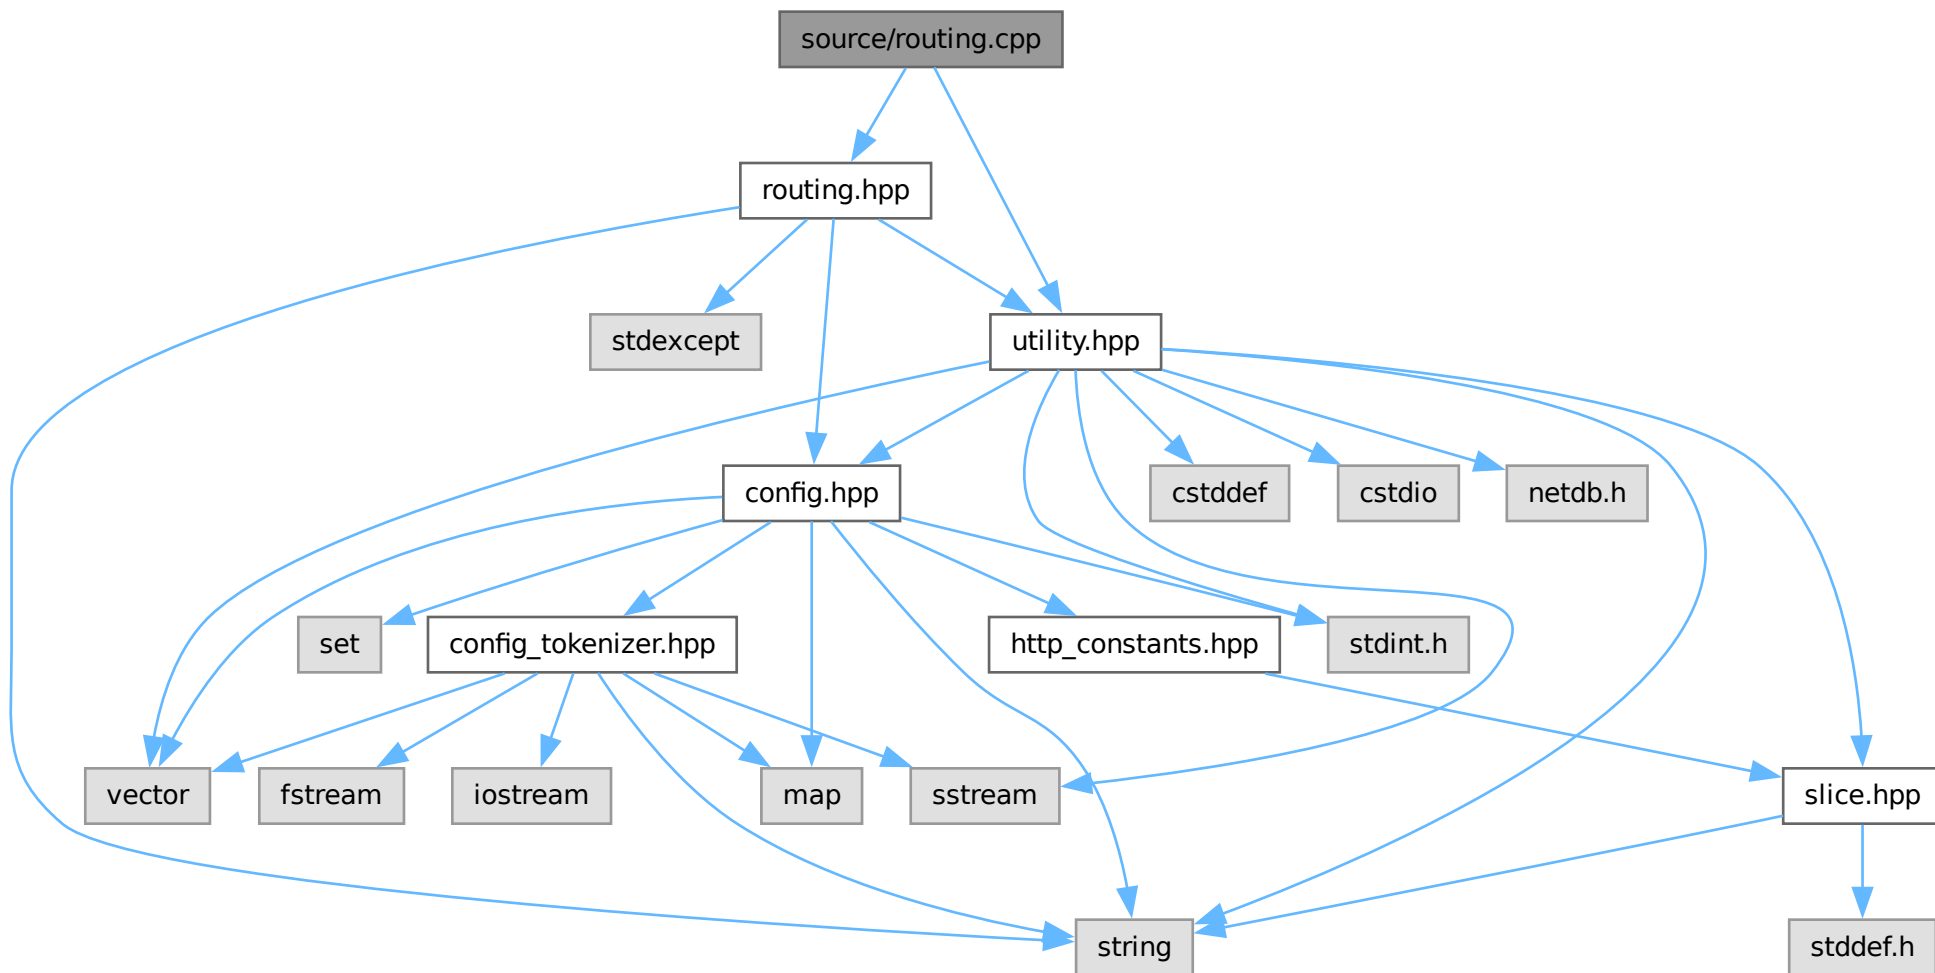 source/routing.cpp
routing.hpp
stdexcept
utility.hpp
config.hpp
cstddef
cstdio
netdb.h
set
config_tokenizer.hpp
http_constants.hpp
stdint.h
vector
fstream
iostream
map
sstream
slice.hpp
string
stddef.h